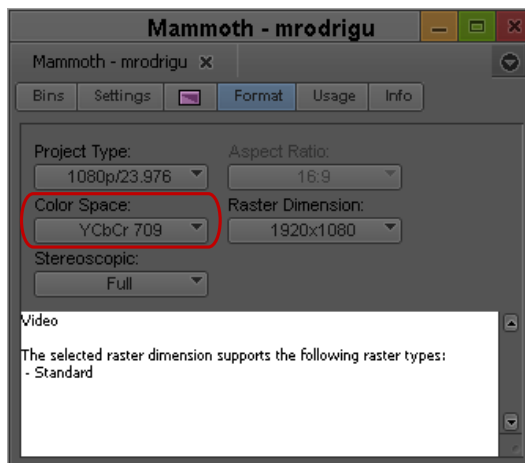 Mammoth - mrodrigu
Mammoth - mrodrigu
Bins Settings Format Usage Info
Project Type: Aspect Ratio:
1080p/23.976 16:9
Color Space: Raster Dimension:
YCbCr 709 1920x1080
Stereoscopic:
Full
Video
The selected raster dimension supports the following raster types:
- Standard